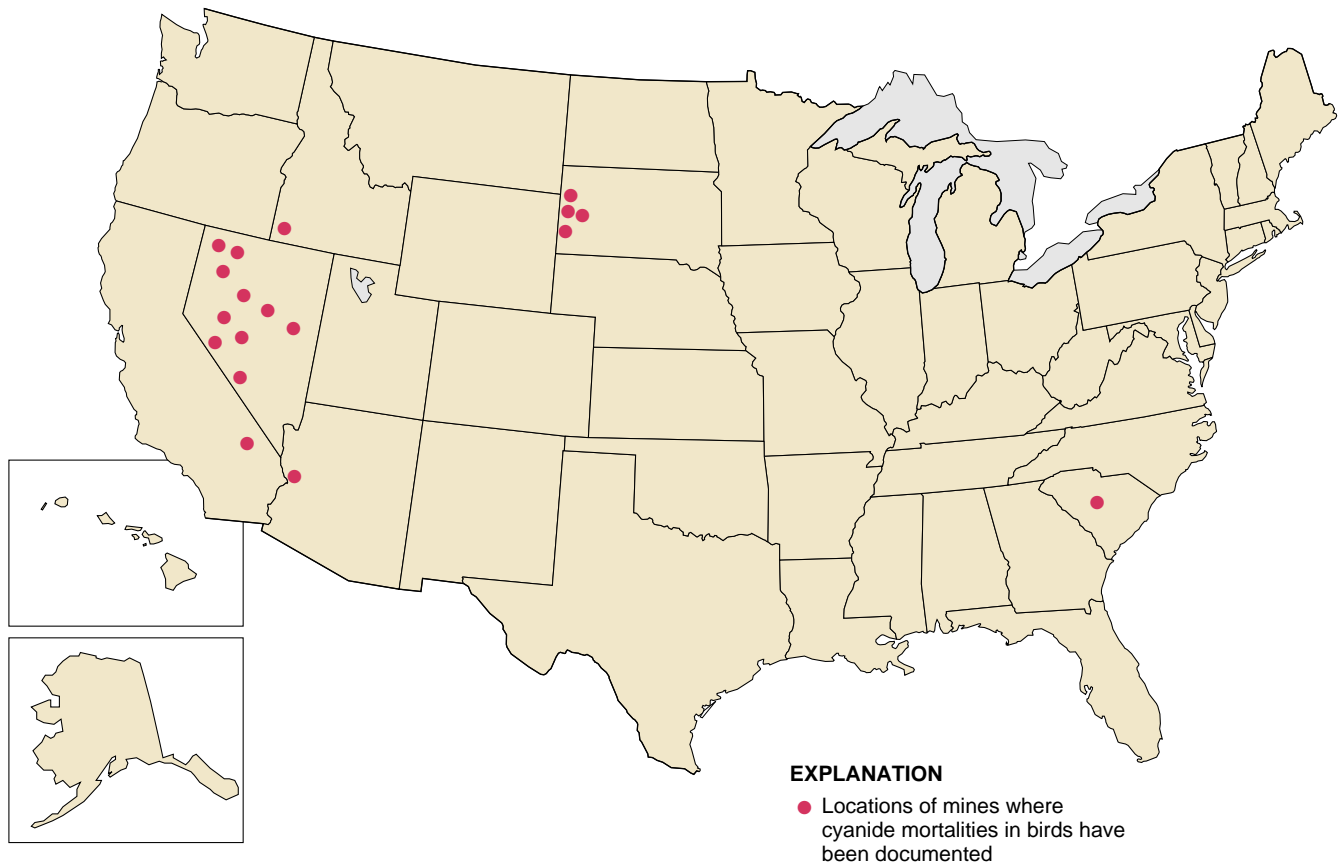 EXPLANATION
Locations of mines where
cyanide mortalities in birds have
been documented